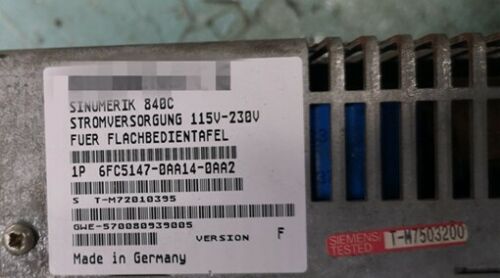 SINUMERIK 840C
STROMVERSORGUNG 115V-230V
FUER FLACHBEDIENTAFEL
1P 6FC5147-0AA14-0AA2
S T-M72010395
GWE-570080939005
VERSION F
Made in Germany
SIEMENS
TESTED
T-M7503200